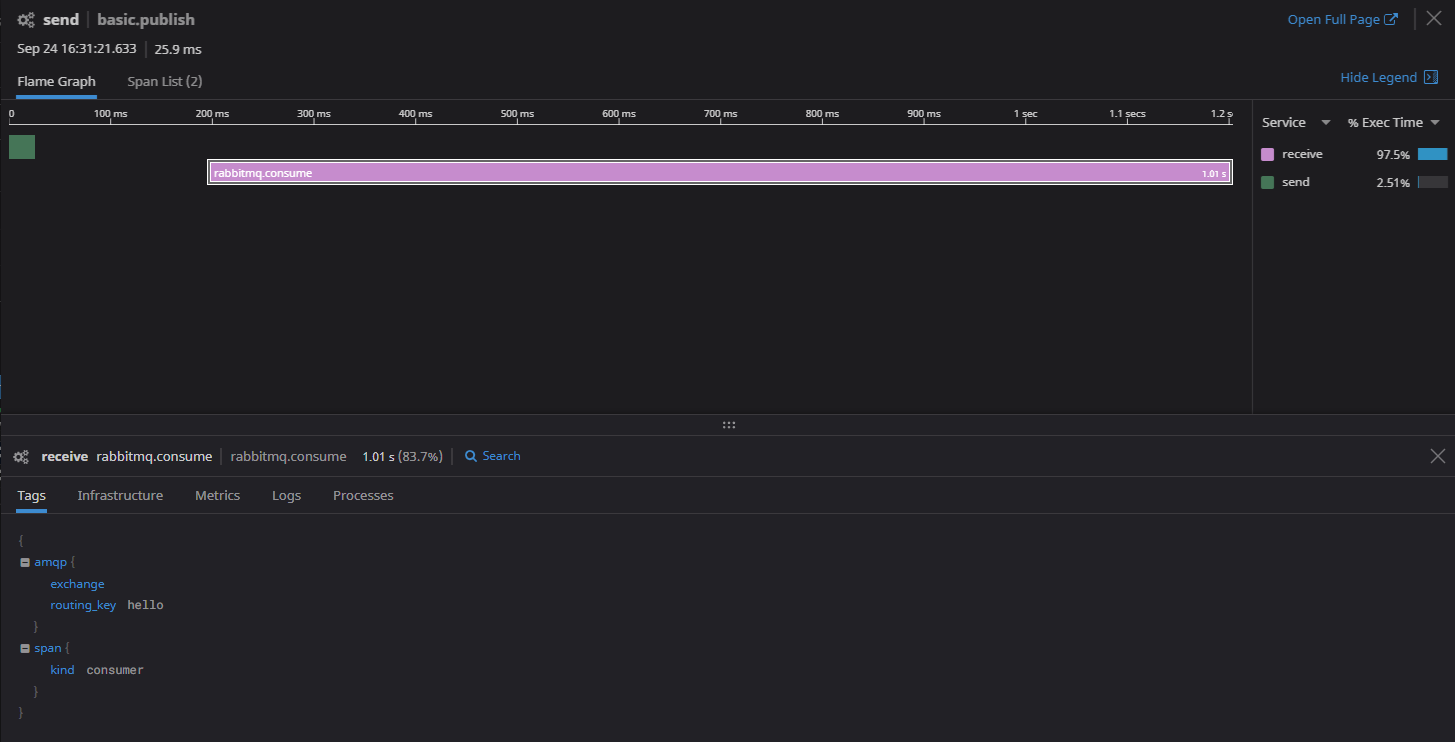 send basic.publish Open Full Page
Sep 24 16:31:21.633 25.9 ms
Flame Graph Span List (2) Hide Legend
0 100 ms 200 ms 300 ms 400 ms 500 ms 600 ms 700 ms 800 ms 900 ms 1 sec 1.1 secs 1.2 s
Service % Exec Time
receive 97.5%
rabbitmq.consume 1.01 s
send 2.51%
receive rabbitmq.consume rabbitmq.consume 1.01 s (83.7%) Search
Tags Infrastructure Metrics Logs Processes
{
amqp {
exchange
routing_key hello
}
span {
kind consumer
}
}